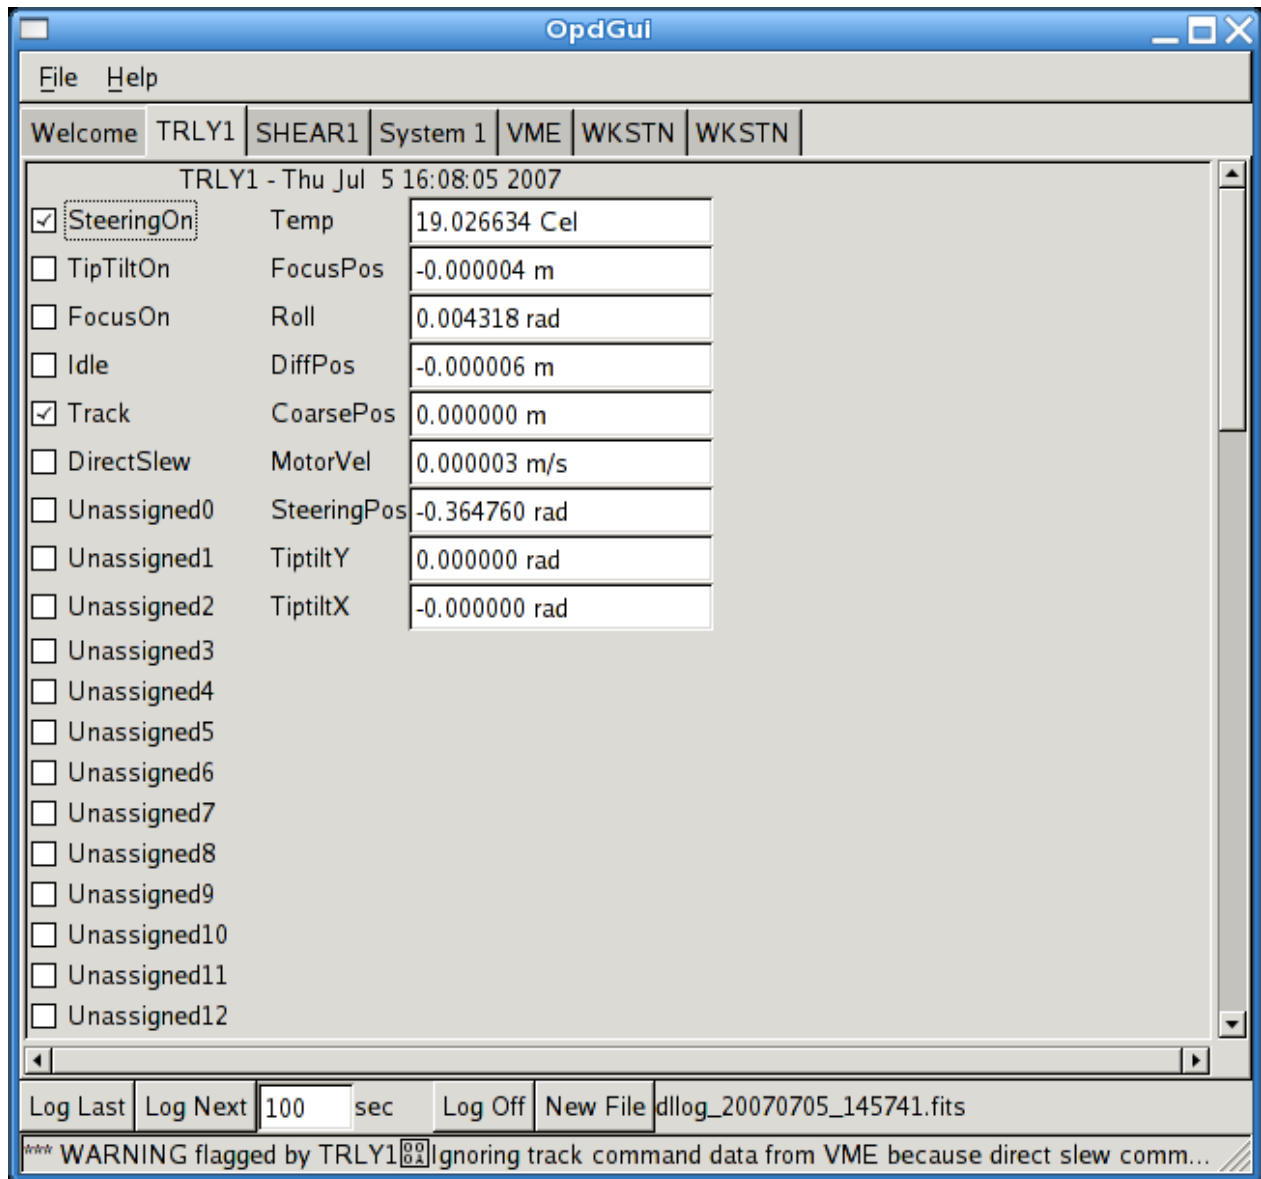 OpdGui
File Help
Welcome TRLY1 SHEAR1 System 1 VME WKSTN WKSTN
TRLY1 - Thu Jul 5 16:08:05 2007
SteeringOn Temp 19.026634 Cel
TipTiltOn FocusPos -0.000004 m
FocusOn Roll 0.004318 rad
Idle DiffPos -0.000006 m
Track CoarsePos 0.000000 m
DirectSlew MotorVel 0.000003 m/s
Unassigned0 SteeringPos -0.364760 rad
Unassigned1 TiptiltY 0.000000 rad
Unassigned2 TiptiltX -0.000000 rad
Unassigned3
Unassigned4
Unassigned5
Unassigned6
Unassigned7
Unassigned8
Unassigned9
Unassigned10
Unassigned11
Unassigned12
Log Last Log Next 100 sec Log Off New File dllog_20070705_145741.fits
*** WARNING flagged by TRLY1 Ignoring track command data from VME because direct slew comm...